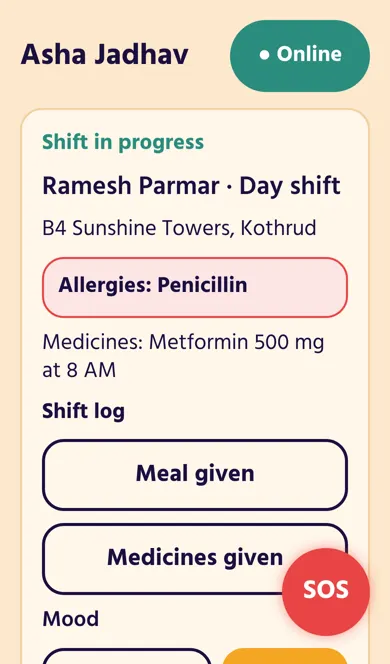 Asha Jadhav
• Online
Shift in progress
Ramesh Parmar · Day shift
B4 Sunshine Towers, Kothrud
Allergies: Penicillin
Medicines: Metformin 500 mg
at 8 AM
Shift log
Meal given
Medicines given
SOS
Mood